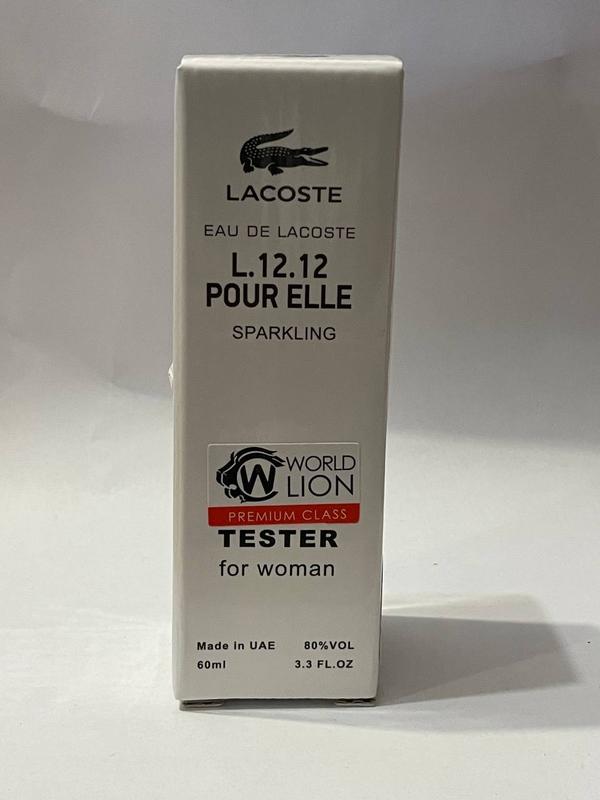 LACOSTE
EAU DE LACOSTE
L.12.12
POUR ELLE
SPARKLING
W WORLD
LION
PREMIUM CLASS
TESTER
for woman
Made in UAE 80%VOL
60ml 3.3 FL.OZ